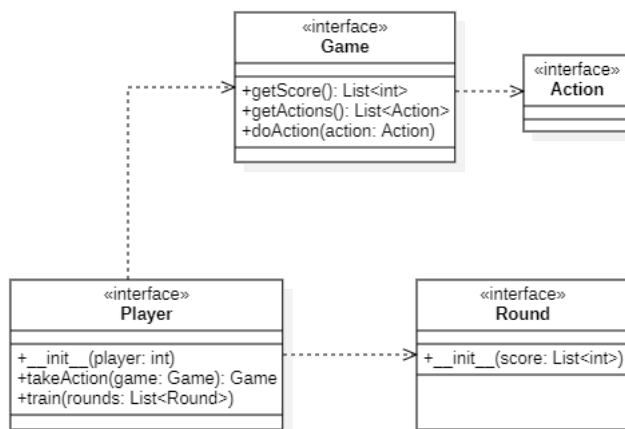 «interface»
Game
+getScore(): List<int>
+getActions(): List<Action>
+doAction(action: Action)
«interface»
Action
«interface»
Player
+__init__(player: int)
+takeAction(game: Game): Game
+train(rounds: List<Round>)
«interface»
Round
+__init__(score: List<int>)